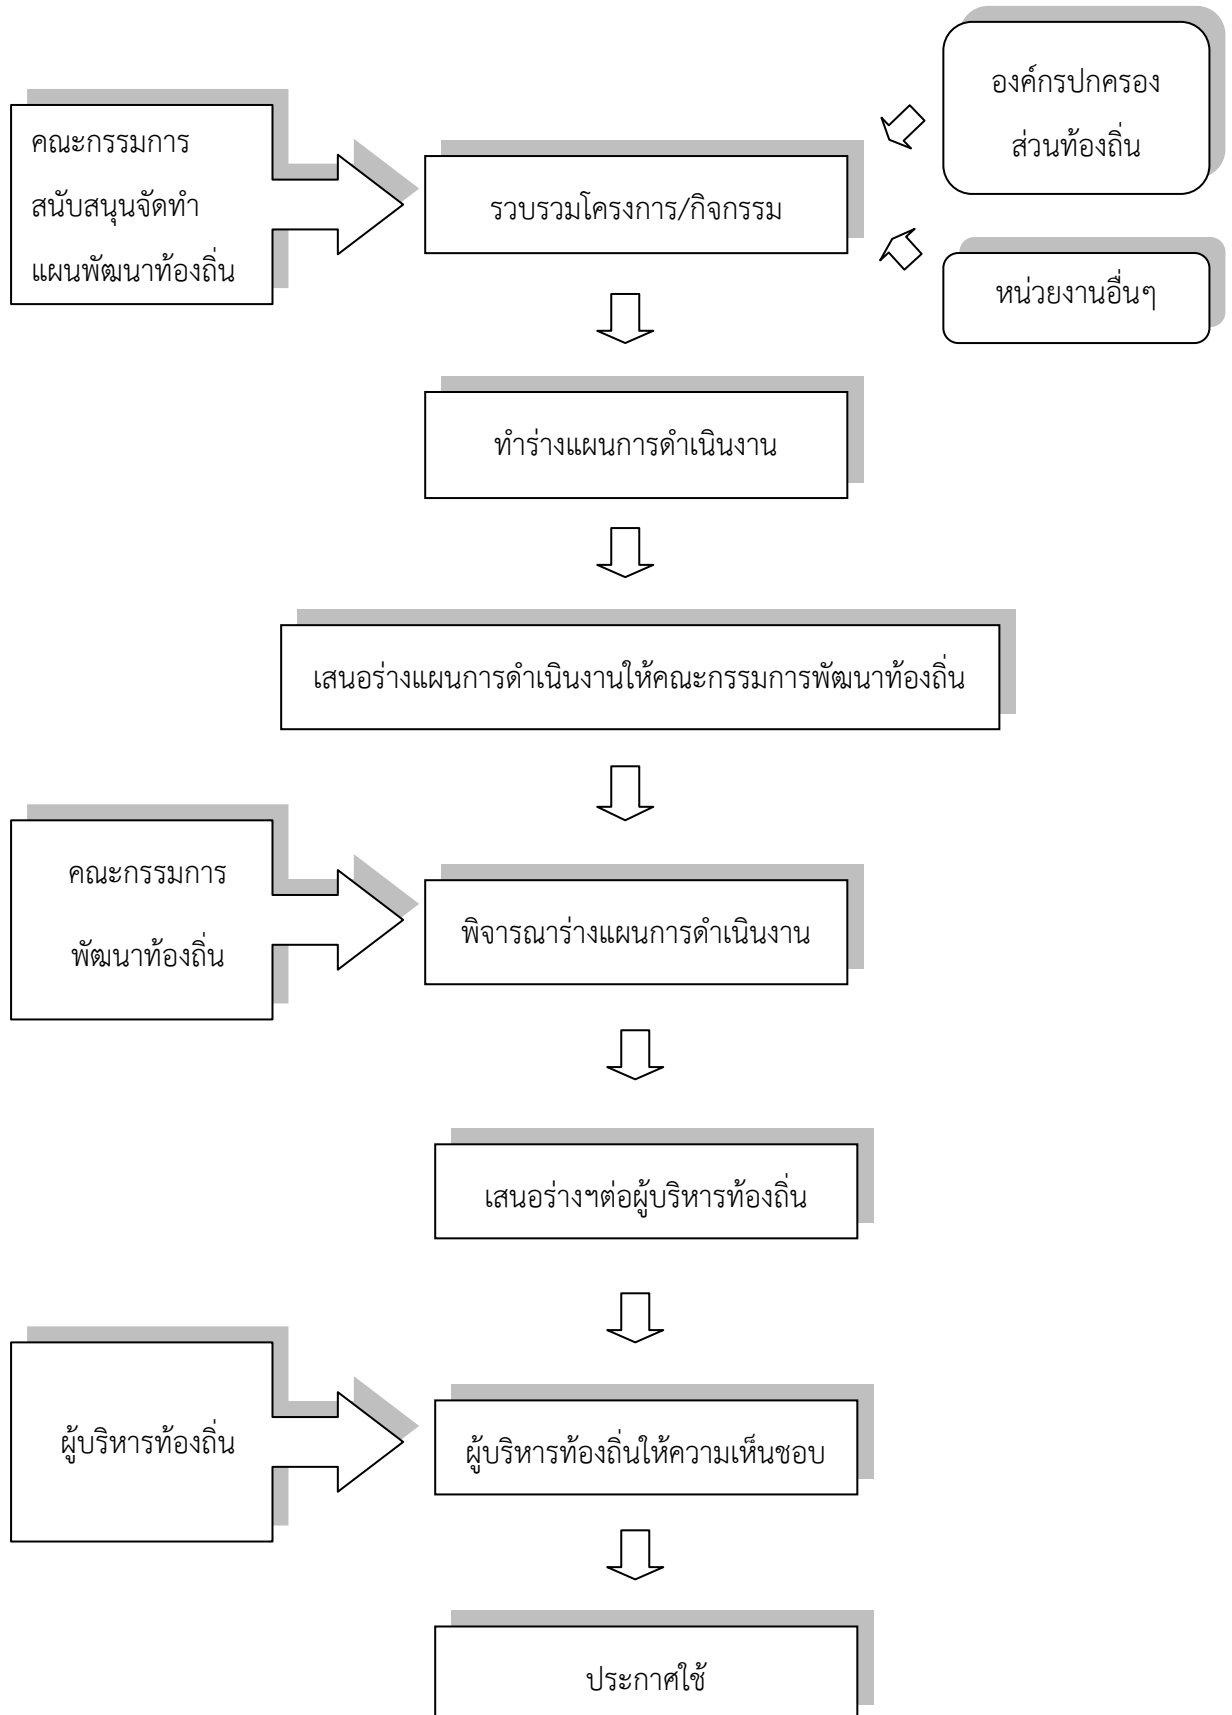 องค์กรปกครอง
ส่วนท้องถิ่น
คณะกรรมการ
สนับสนุนจัดทำ
แผนพัฒนาท้องถิ่น
รวบรวมโครงการ/กิจกรรม
หน่วยงานอื่นๆ
ทำร่างแผนการดำเนินงาน
เสนอร่างแผนการดำเนินงานให้คณะกรรมการพัฒนาท้องถิ่น
คณะกรรมการ
พัฒนาท้องถิ่น
พิจารณาร่างแผนการดำเนินงาน
เสนอร่างฯต่อผู้บริหารท้องถิ่น
ผู้บริหารท้องถิ่น
ผู้บริหารท้องถิ่นให้ความเห็นชอบ
ประกาศใช้